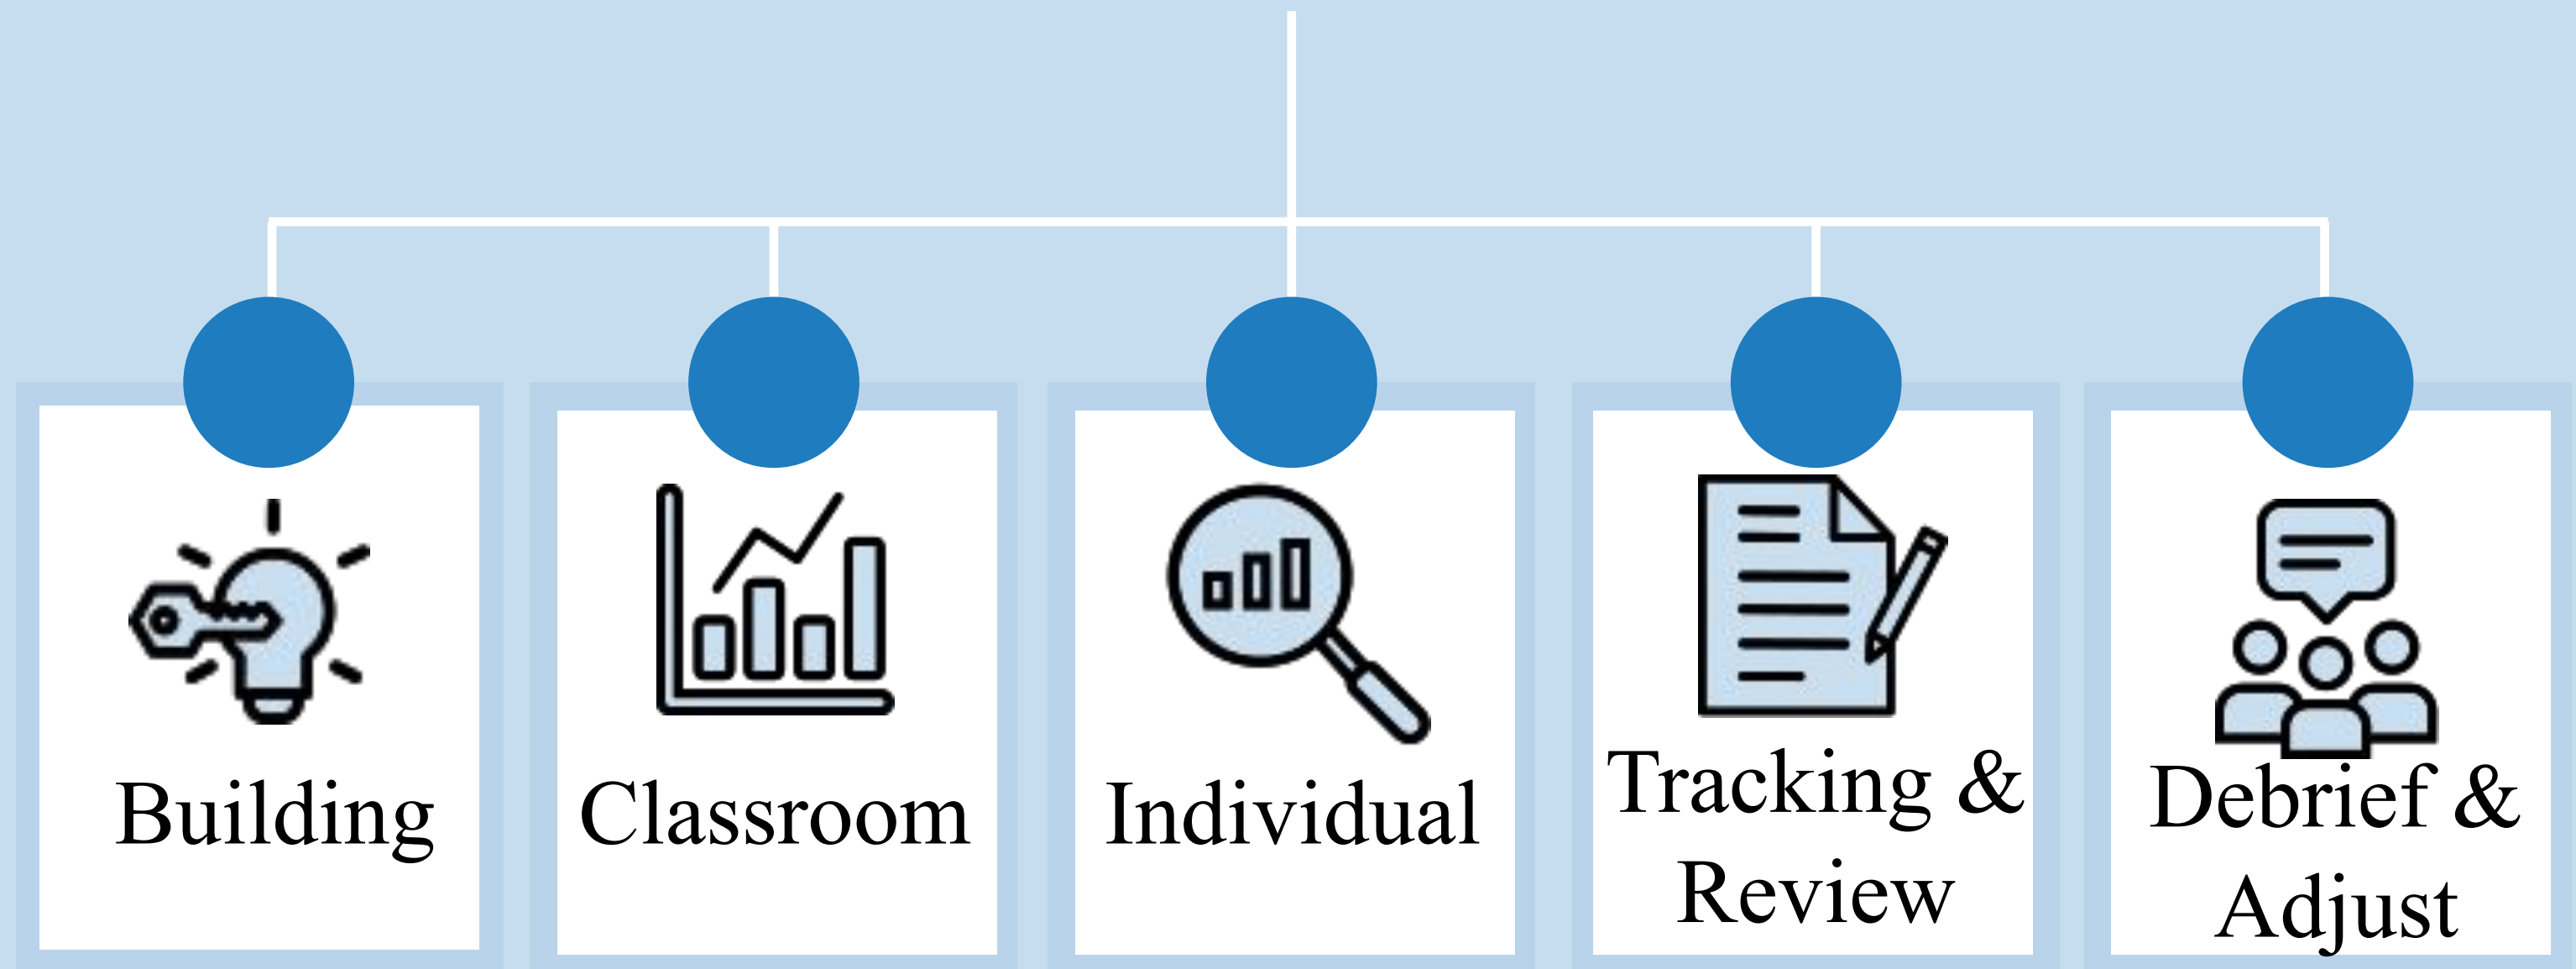 Building
Classroom
Individual
Tracking &
Review
Debrief &
Adjust